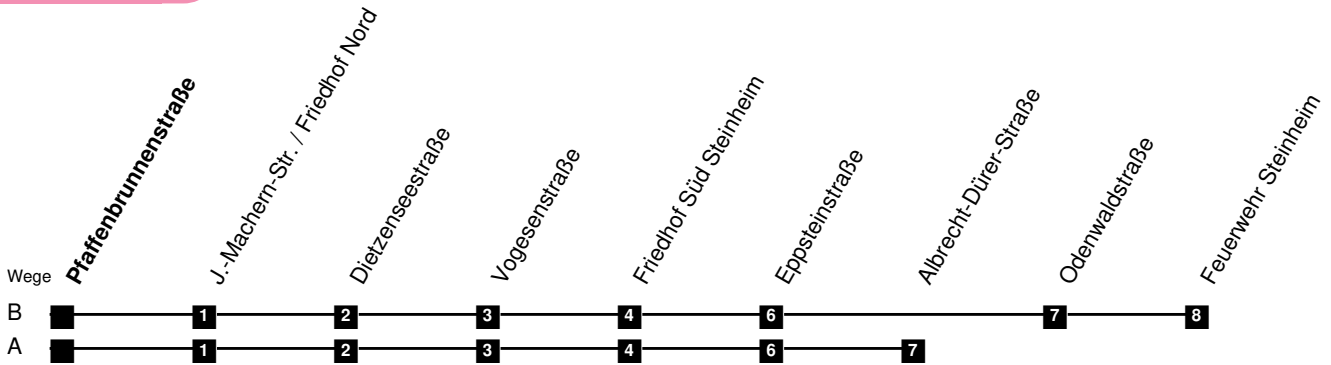 Pfaffenbrunnenstraße
J.-Machern-Str. / Friedhof Nord
Dietzenseestraße
Vogesenstraße
Friedhof Süd Steinheim
Eppsteinstraße
Albrecht-Dürer-Straße
Odenwaldstraße
Feuerwehr Steinheim
Wege
B 1 2 3 4 6 7 8
A 1 2 3 4 6 7